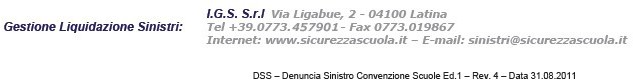 I.G.S. S.r.l Via Ligabue, 2 - 04100 Latina
Gestione Liquidazione Sinistri: Tel +39.0773.457901 - Fax 0773.019867
Internet: www.sicurezzascuola.it – E-mail: sinistri@sicurezzascuola.it
DSS – Denuncia Sinistro Convenzione Scuole Ed.1 – Rev. 4 – Data 31.08.2011